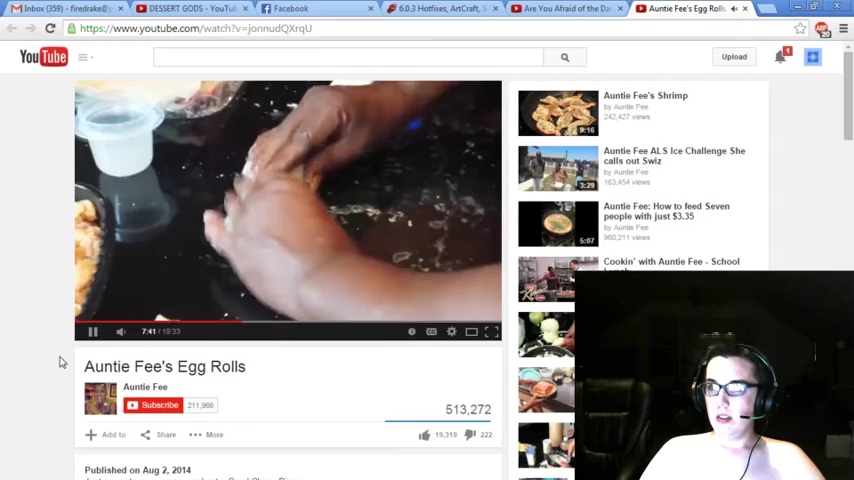 Inbox (359) - firedrake@g
DESSERT GODS - YouTu
Facebook
6.0.3 Hotfixes, ArtCraft, S
Are You Afraid of the Da
Auntie Fee's Egg Rolls
https://www.youtube.com/watch?v=jonnudQXrqU
ABP
20
YouTube
Upload
1
Auntie Fee's Shrimp
by Auntie Fee
242,427 views
9:16
Auntie Fee ALS Ice Challenge She
calls out Swiz
by Auntie Fee
163,454 views
3:29
Auntie Fee: How to feed Seven
people with just $3.35
by Auntie Fee
960,211 views
5:07
Cookin' with Auntie Fee - School
7:41 / 19:33
Auntie Fee's Egg Rolls
Auntie Fee
Subscribe 211,966
513,272
Add to Share More
19,319 222
Published on Aug 2, 2014